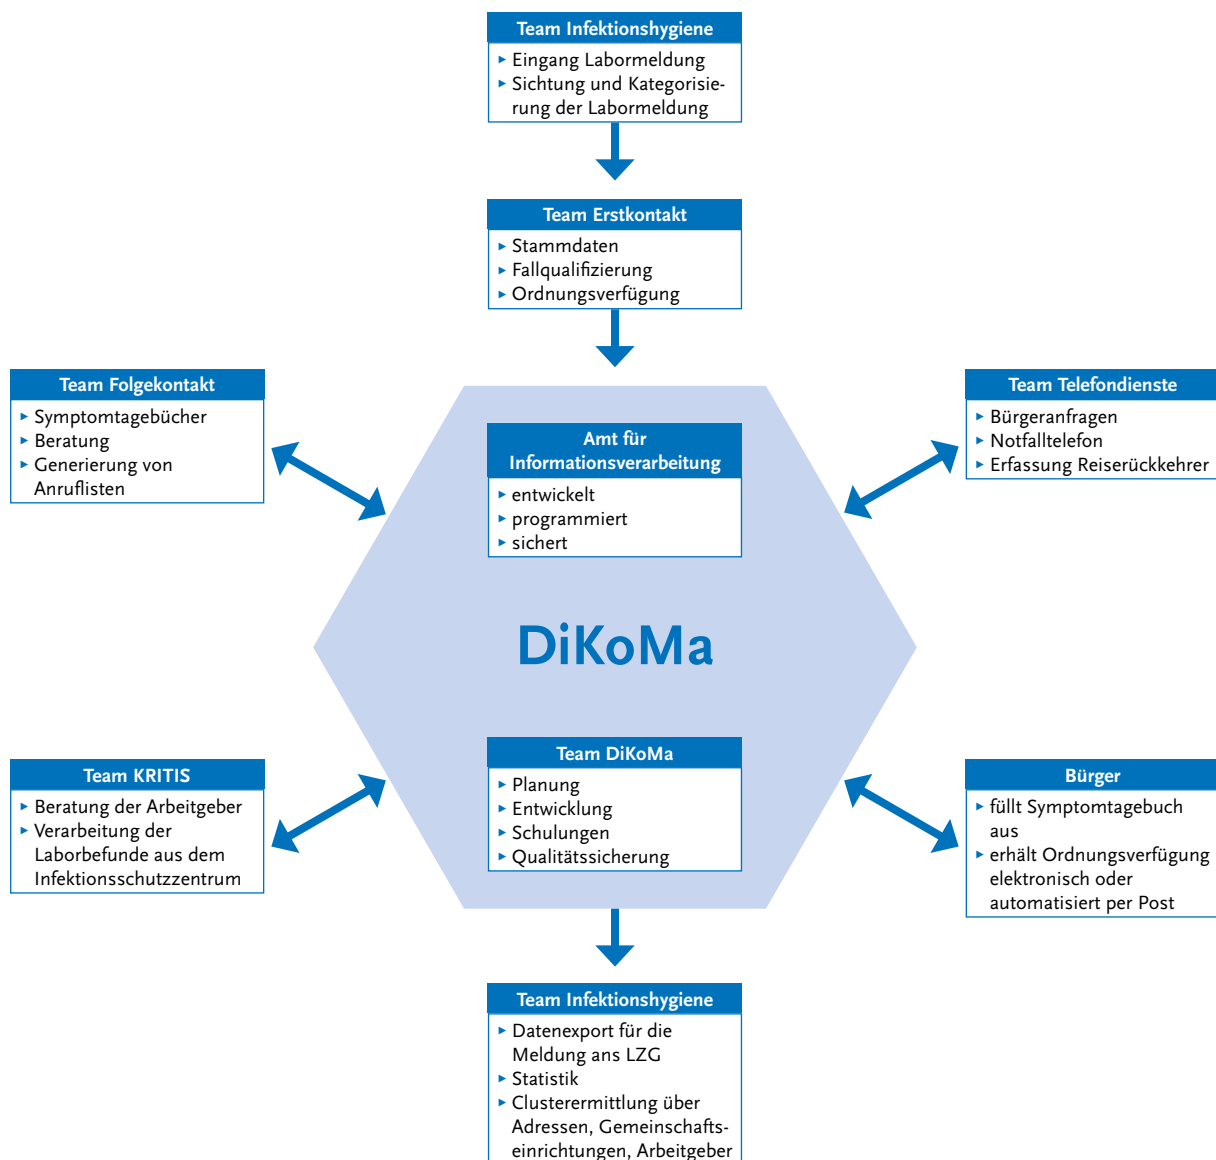 Team Infektionshygiene
▸ Eingang Labormeldung
▸ Sichtung und Kategorisie-
rung der Labormeldung
Team Erstkontakt
▸ Stammdaten
▸ Fallqualifizierung
▸ Ordnungsverfügung
Team Folgekontakt
▸ Symptomtagebücher
▸ Beratung
▸ Generierung von
Anruflisten
Amt für
Informationsverarbeitung
▸ entwickelt
▸ programmiert
▸ sichert
Team Telefondienste
▸ Bürgeranfragen
▸ Notfalltelefon
▸ Erfassung Reiserückkehrer
DiKoMa
Team KRITIS
▸ Beratung der Arbeitgeber
▸ Verarbeitung der
Laborbefunde aus dem
Infektionsschutzzentrum
Team DiKoMa
▸ Planung
▸ Entwicklung
▸ Schulungen
▸ Qualitätssicherung
Bürger
▸ füllt Symptomtagebuch
aus
▸ erhält Ordnungsverfügung
elektronisch oder
automatisiert per Post
Team Infektionshygiene
▸ Datenexport für die
Meldung ans LZG
▸ Statistik
▸ Clusterermittlung über
Adressen, Gemeinschafts-
einrichtungen, Arbeitgeber